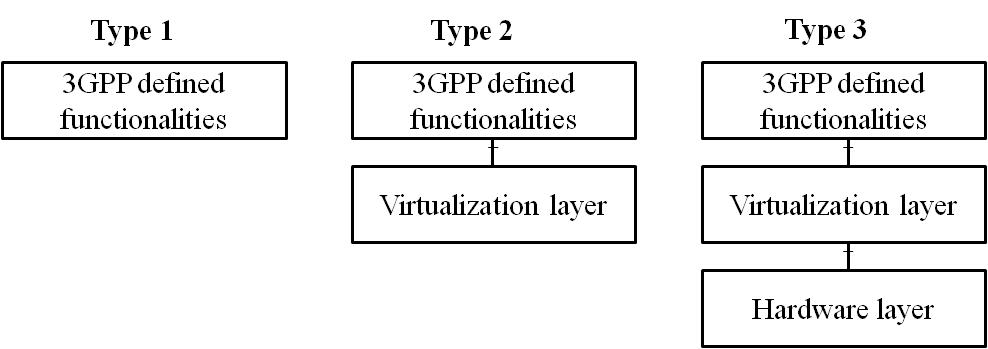 Type 1
3GPP defined
functionalities
Type 2
3GPP defined
functionalities
Virtualization layer
Type 3
3GPP defined
functionalities
Virtualization layer
Hardware layer